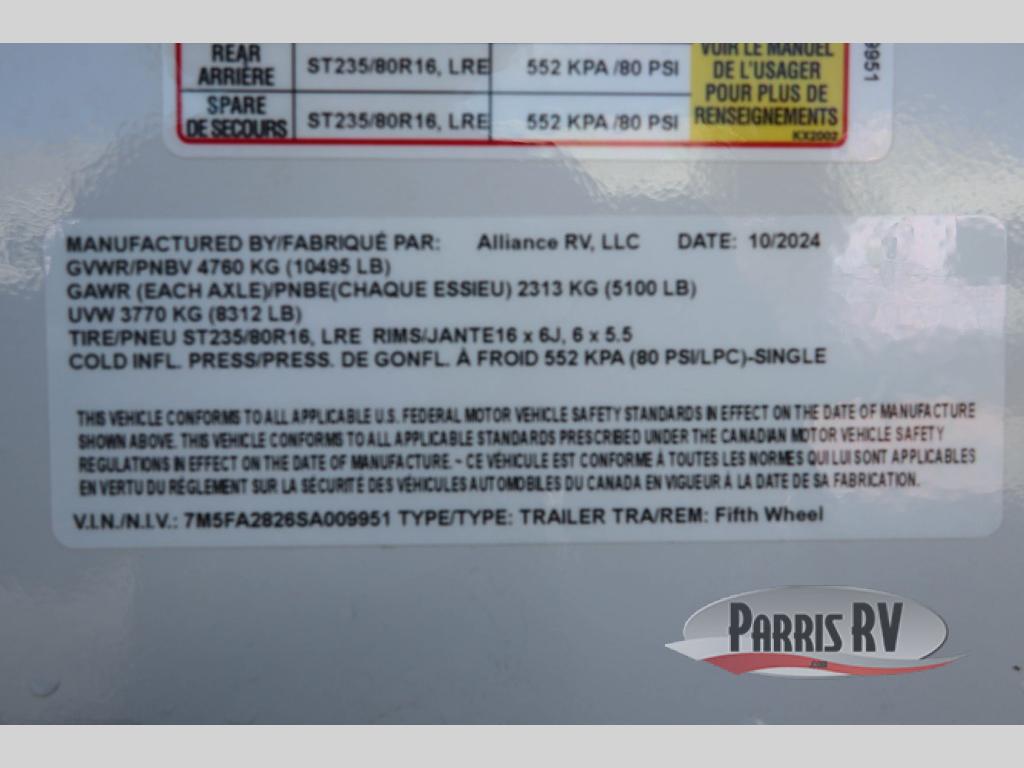 REAR
ARRIÈRE
ST235/80R16, LRE
552 KPA /80 PSI
SPARE
DE SECOURS
ST235/80R16, LRE
552 KPA /80 PSI
VOIR LE MANUEL
DE L'USAGER
POUR PLUS DE
RENSEIGNEMENTS
KX2002
9951
MANUFACTURED BY/FABRIQUÉ PAR: Alliance RV, LLC DATE: 10/2024
GVWR/PNBV 4760 KG (10495 LB)
GAWR (EACH AXLE)/PNBE(CHAQUE ESSIEU) 2313 KG (5100 LB)
UVW 3770 KG (8312 LB)
TIRE/PNEU ST235/80R16, LRE RIMS/JANTE16 x 6J, 6 x 5.5
COLD INFL. PRESS/PRESS. DE GONFL. À FROID 552 KPA (80 PSI/LPC)-SINGLE
THIS VEHICLE CONFORMS TO ALL APPLICABLE U.S. FEDERAL MOTOR VEHICLE SAFETY STANDARDS IN EFFECT ON THE DATE OF MANUFACTURE
SHOWN ABOVE. THIS VEHICLE CONFORMS TO ALL APPLICABLE STANDARDS PRESCRIBED UNDER THE CANADIAN MOTOR VEHICLE SAFETY
REGULATIONS IN EFFECT ON THE DATE OF MANUFACTURE. - CE VÉHICULE EST CONFORME À TOUTES LES NORMES QUI LUI SONT APPLICABLES
EN VERTU DU RÉGLEMENT SUR LA SÉCURITÉ DES VÉHICULES AUTOMOBILES DU CANADA EN VIGUEUR À LA DATE DE SA FABRICATION.
V.I.N./N.I.V.: 7M5FA2826SA009951 TYPE/TYPE: TRAILER TRA/REM: Fifth Wheel
PARRIS RV
.com